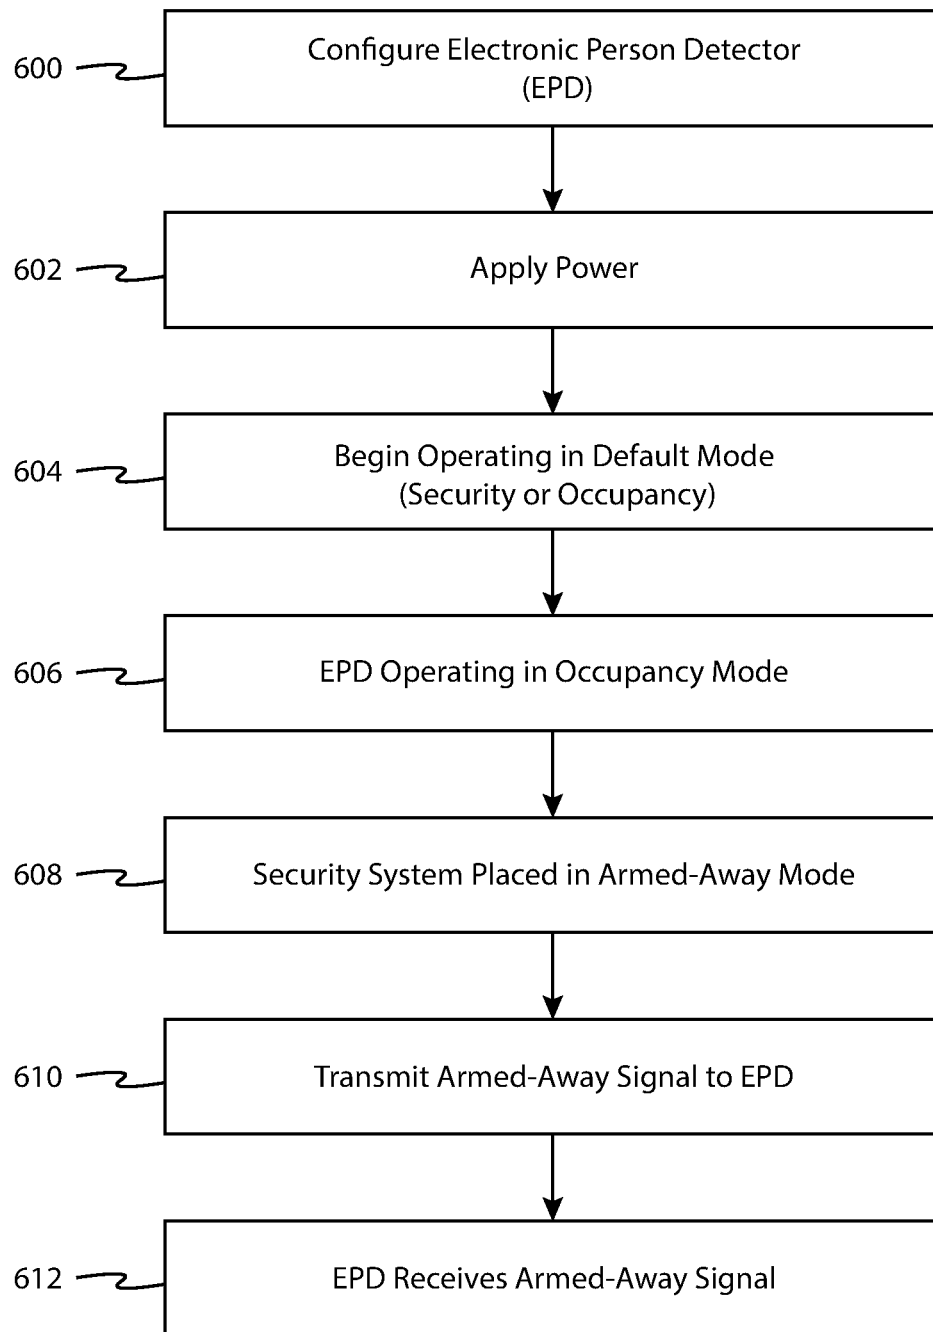 600
Configure Electronic Person Detector
(EPD)
602
Apply Power
604
Begin Operating in Default Mode
(Security or Occupancy)
606
EPD Operating in Occupancy Mode
608
Security System Placed in Armed-Away Mode
610
Transmit Armed-Away Signal to EPD
612
EPD Receives Armed-Away Signal